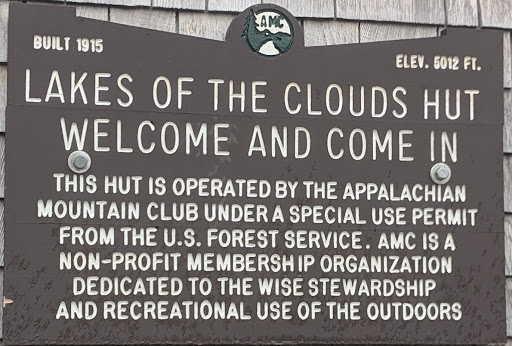 AMC
BUILT 1915
ELEV. 5012 FT.
LAKES OF THE CLOUDS HUT
WELCOME AND COME IN
THIS HUT IS OPERATED BY THE APPALACHIAN
MOUNTAIN CLUB UNDER A SPECIAL USE PERMIT
FROM THE U.S. FOREST SERVICE. AMC IS A
NON-PROFIT MEMBERSHIP ORGANIZATION
DEDICATED TO THE WISE STEWARDSHIP
AND RECREATIONAL USE OF THE OUTDOORS